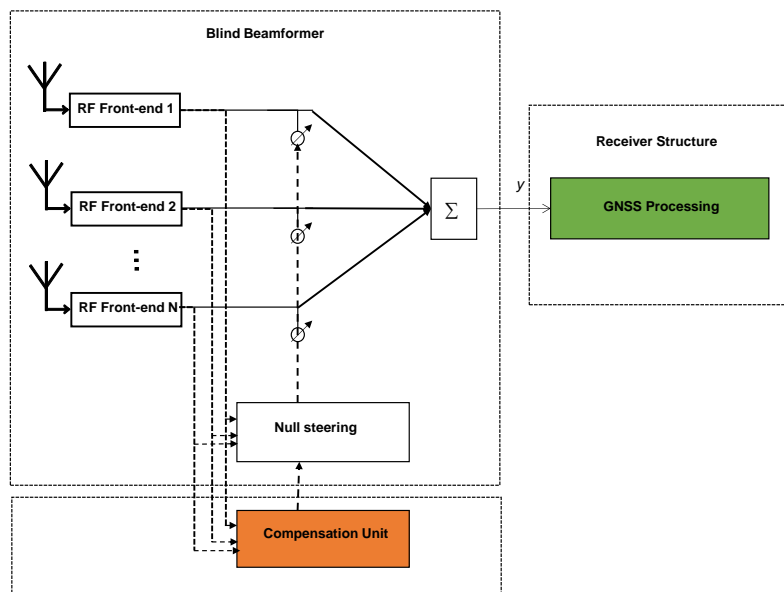 Blind Beamformer
RF Front-end 1
RF Front-end 2
...
RF Front-end N
Σ
y
Receiver Structure
GNSS Processing
Null steering
Compensation Unit